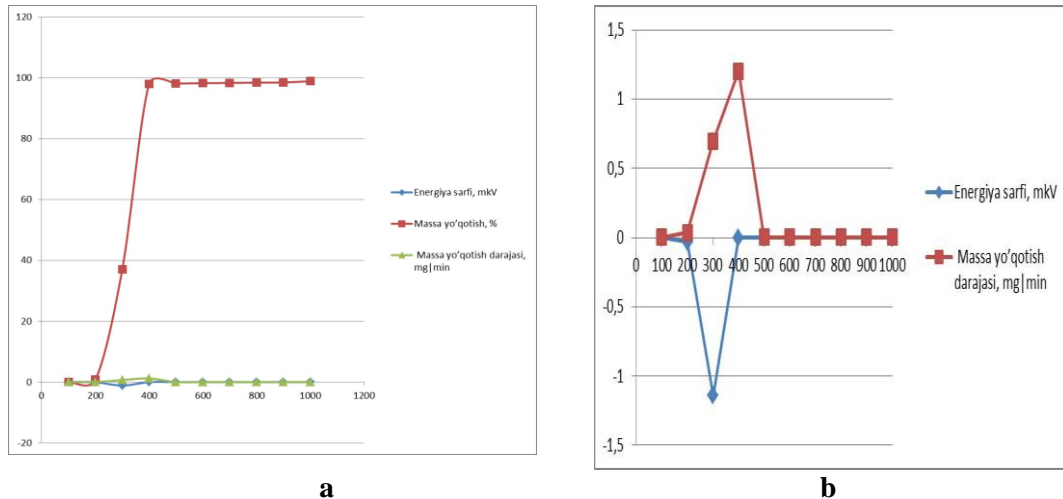 120
100
80
60
40
20
0
-20
0
200
400
600
800
1000
1200
Energiya sarfi, mkV
Massa yo'qotish, %
Massa yo'qotish darajasi,
mg|min
a
1,5
1
0,5
0
-0,5
-1
-1,5
0 100 200 300 400 500 600 700 800 900 1000
Energiya sarfi, mkV
Massa yo'qotish
darajasi, mg|min
b